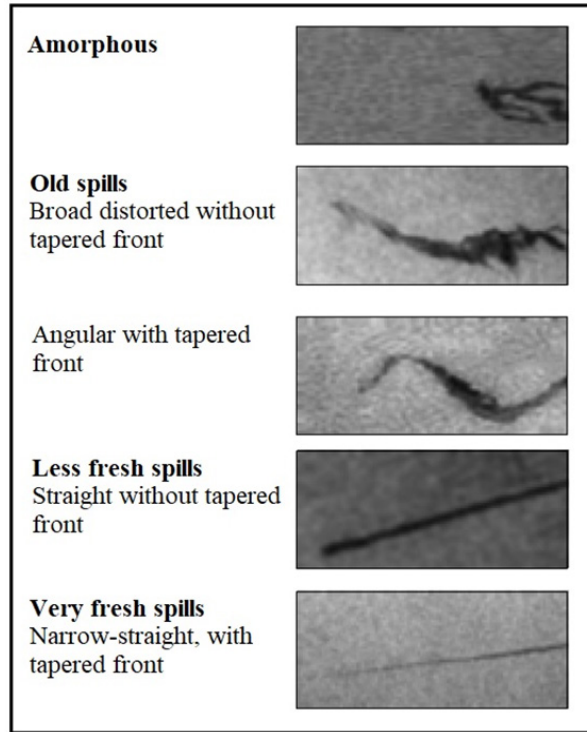 Amorphous
Old spills
Broad distorted without
tapered front
Angular with tapered
front
Less fresh spills
Straight without tapered
front
Very fresh spills
Narrow-straight, with
tapered front